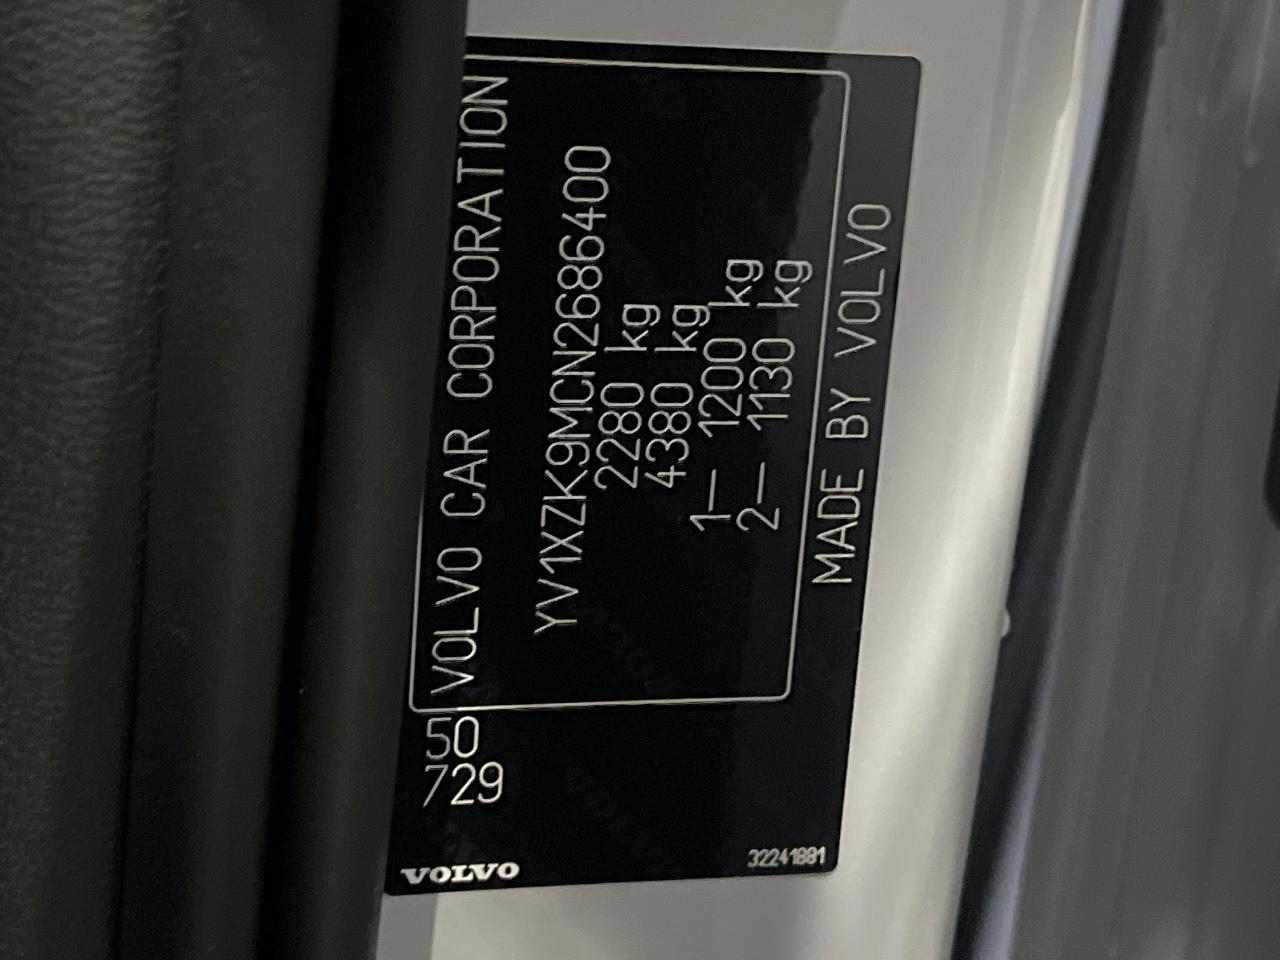 VOLVO CAR CORPORATION
YV1XZK9MCN2686400
2280 kg
4380 kg
1— 1200 kg
2— 1130 kg
MADE BY VOLVO
50
729
VOLVO
32241881